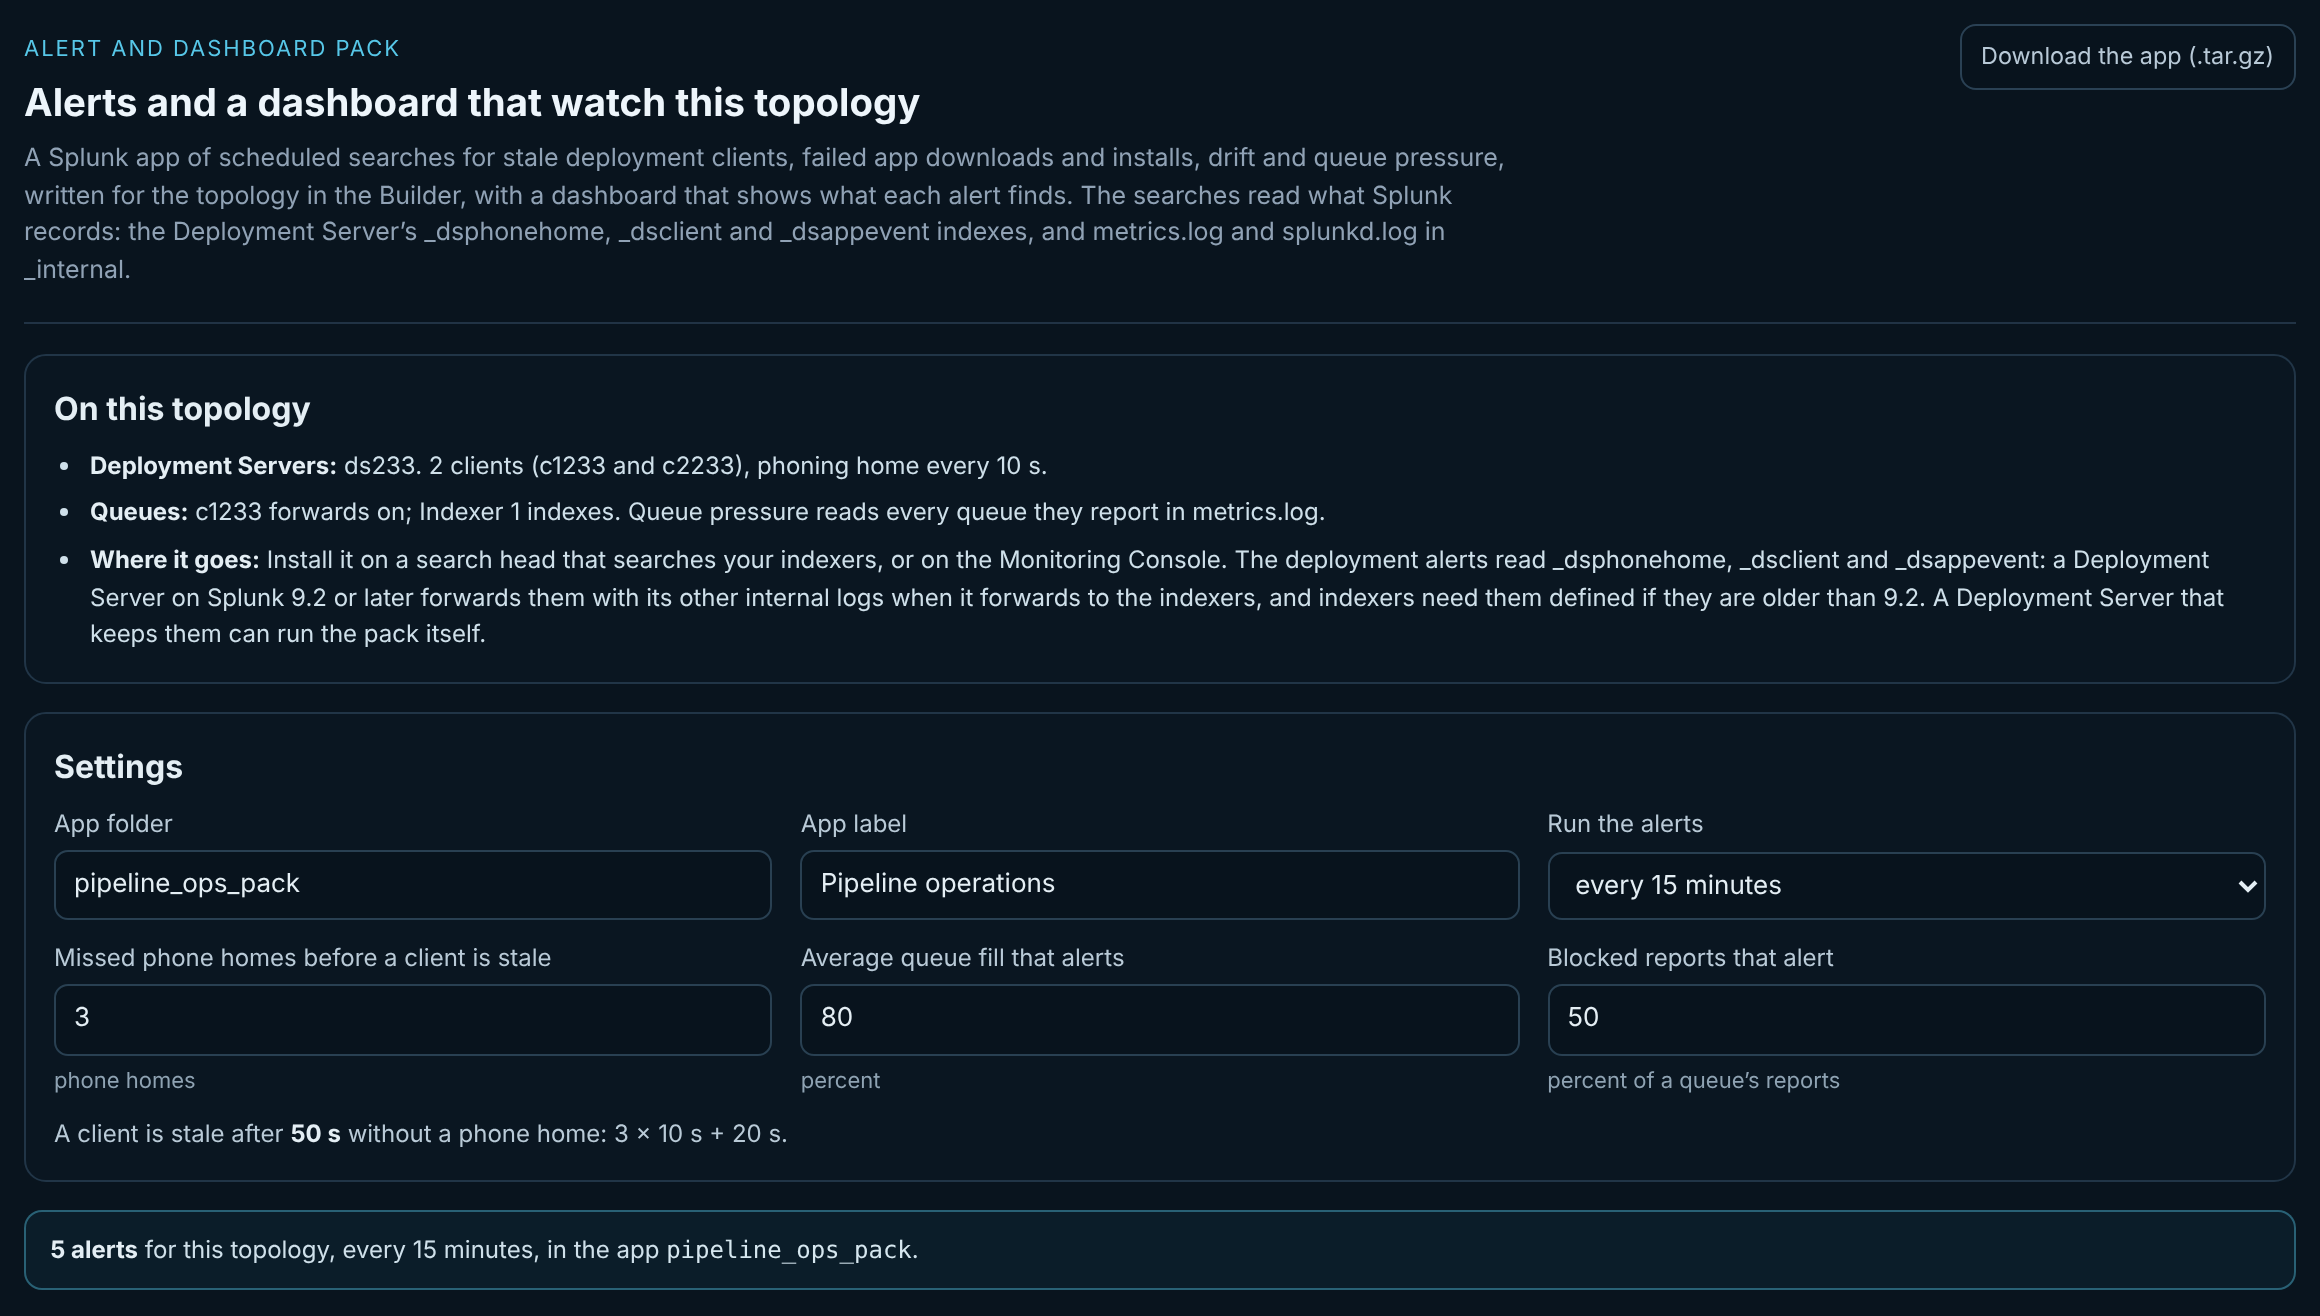 ALERT AND DASHBOARD PACK
Download the app (.tar.gz)
Alerts and a dashboard that watch this topology
A Splunk app of scheduled searches for stale deployment clients, failed app downloads and installs, drift and queue pressure,
written for the topology in the Builder, with a dashboard that shows what each alert finds. The searches read what Splunk
records: the Deployment Server’s _dsphonehome, _dsclient and _dsappevent indexes, and metrics.log and splunkd.log in
_internal.
On this topology
• Deployment Servers: ds233. 2 clients (c1233 and c2233), phoning home every 10 s.
• Queues: c1233 forwards on; Indexer 1 indexes. Queue pressure reads every queue they report in metrics.log.
• Where it goes: Install it on a search head that searches your indexers, or on the Monitoring Console. The deployment alerts read _dsphonehome, _dsclient and _dsappevent: a Deployment
Server on Splunk 9.2 or later forwards them with its other internal logs when it forwards to the indexers, and indexers need them defined if they are older than 9.2. A Deployment Server that
keeps them can run the pack itself.
Settings
App folder
pipeline_ops_pack
App label
Pipeline operations
Run the alerts
every 15 minutes
Missed phone homes before a client is stale
3
phone homes
Average queue fill that alerts
80
percent
Blocked reports that alert
50
percent of a queue’s reports
A client is stale after 50 s without a phone home: 3 × 10 s + 20 s.
5 alerts for this topology, every 15 minutes, in the app pipeline_ops_pack.